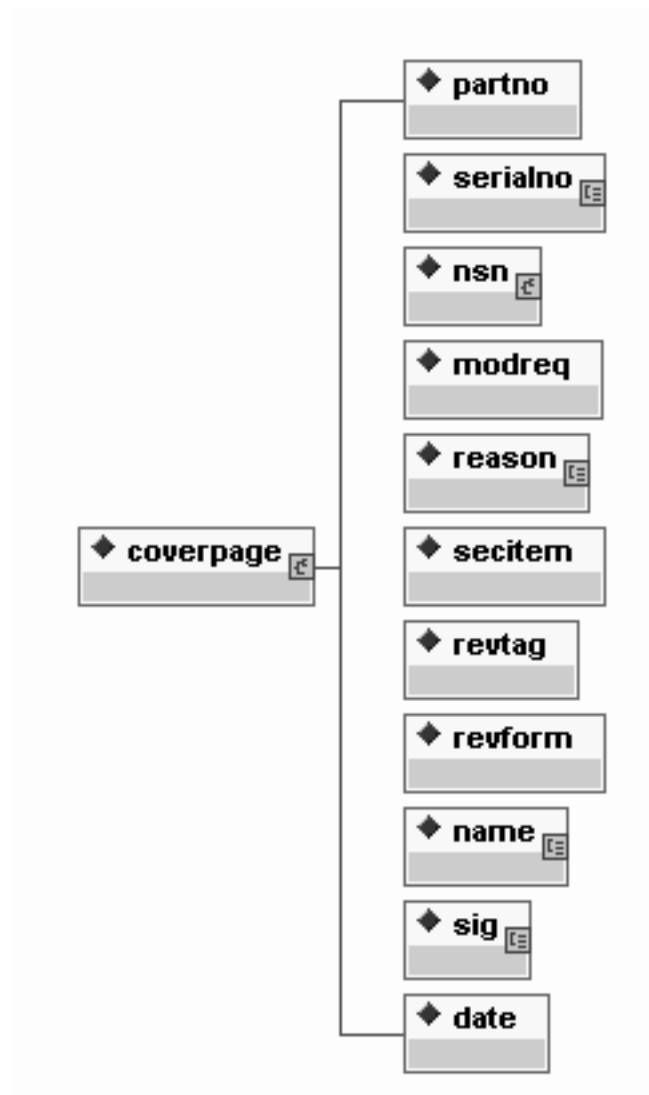 partno
serialno
nsn
modreq
reason
coverpage
secitem
revtag
revform
name
sig
date